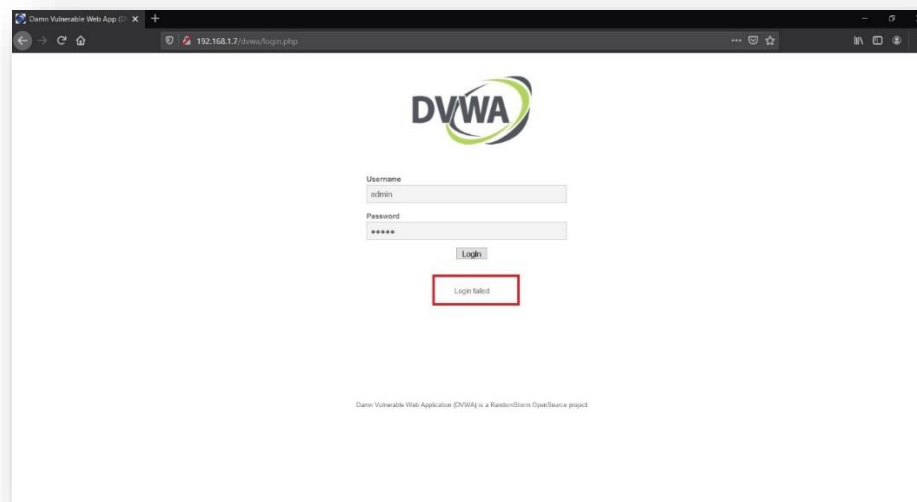 Damn Vulnerable Web App (D
192.168.1.7/dvwa/login.php
DVWA
Username
admin
Password
•••••
Login
Login failed
Damn Vulnerable Web Application (DVWA) is a RandomStorm OpenSource project